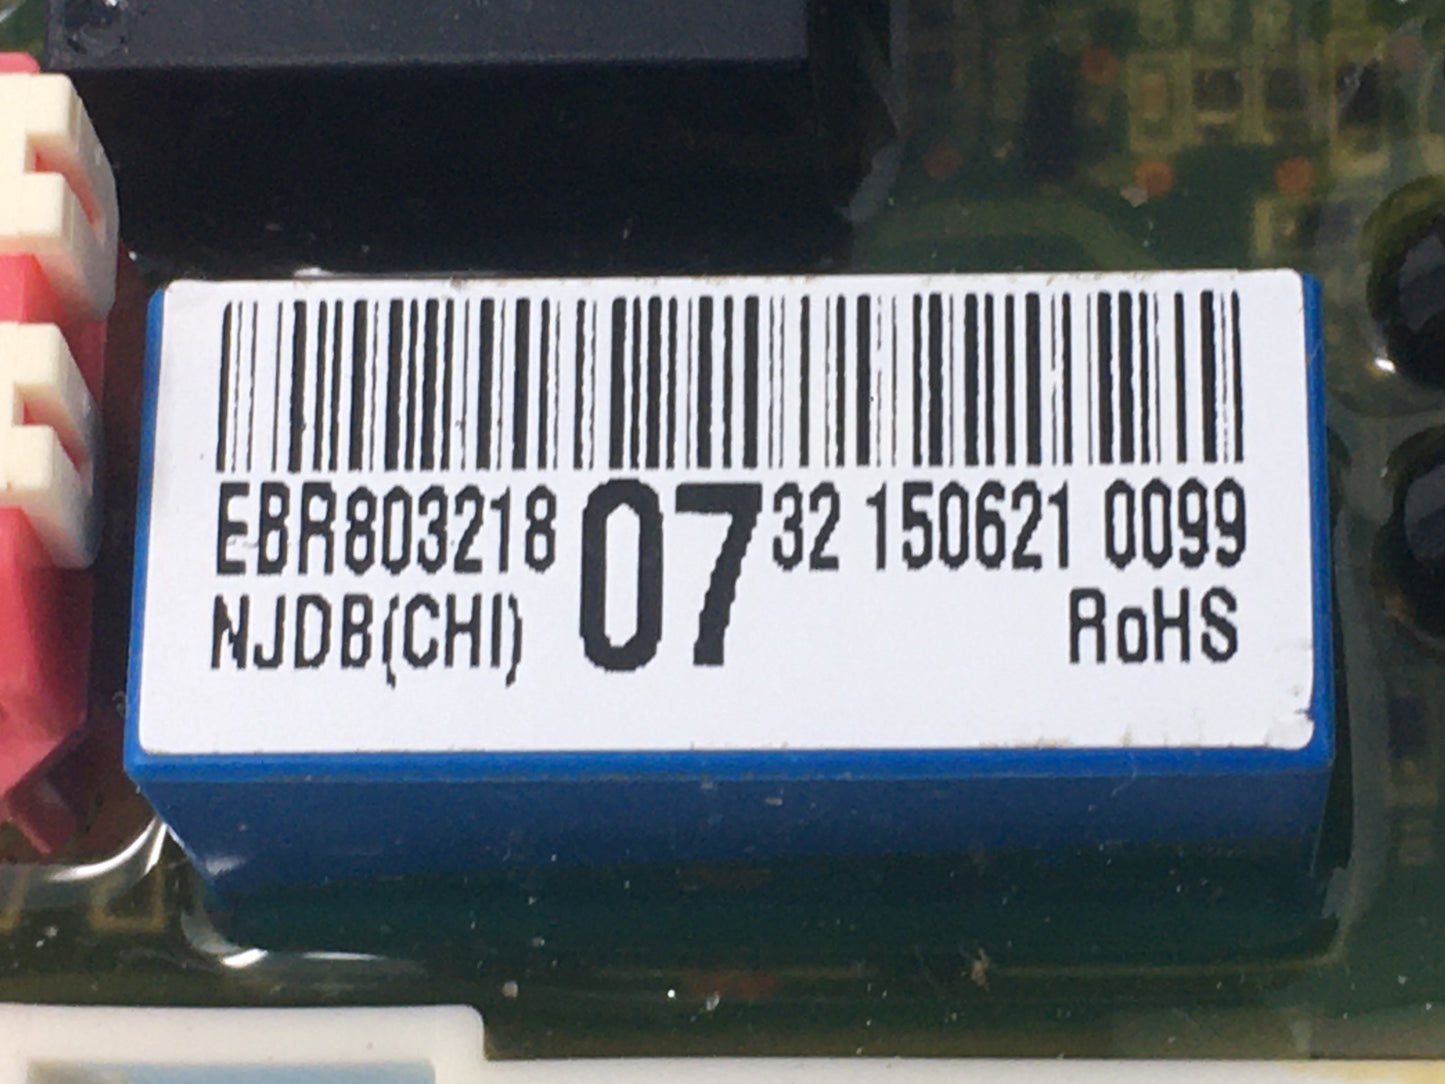 EBR803218 07 32 150621 0099
NJDB(CHI) RoHS